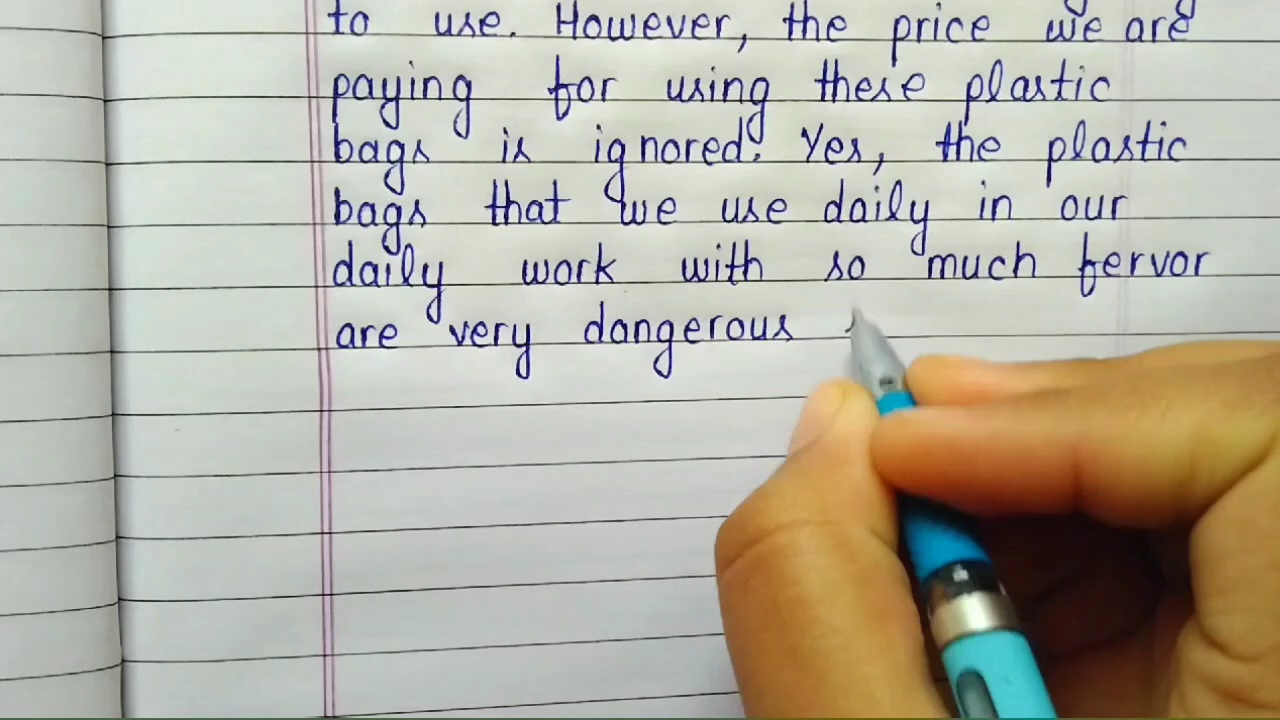 to use. However, the price we are
paying for using these plastic
bags is ignored. Yes, the plastic
bags that we use daily in our
daily work with so much fervor
are very dangerous